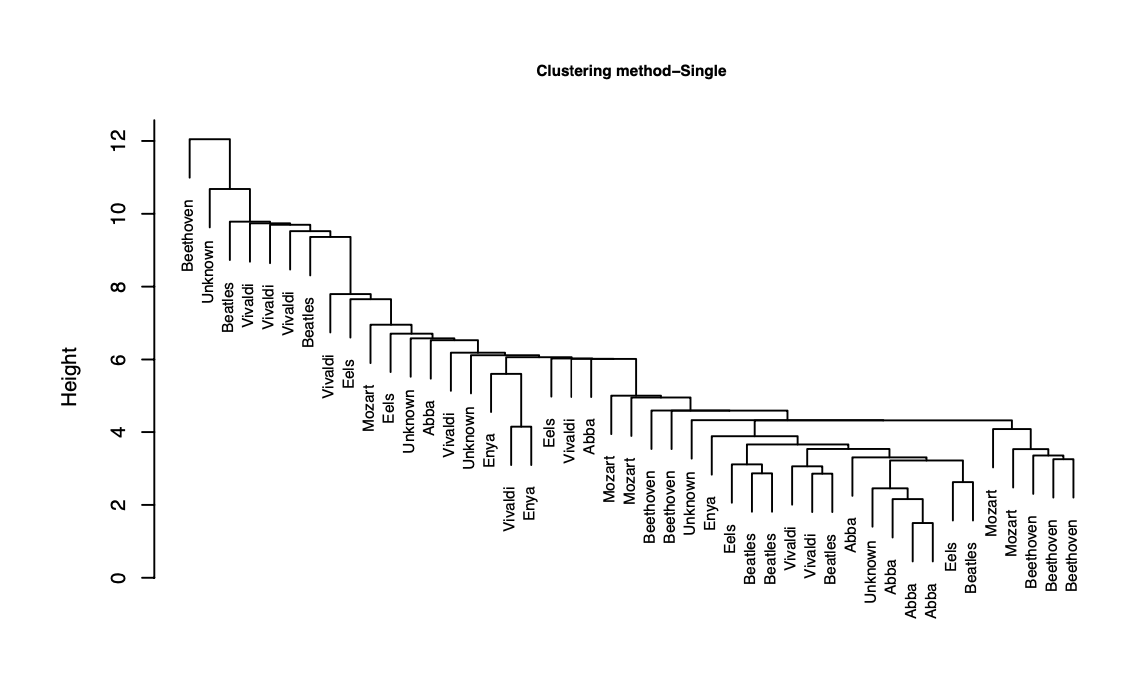 Clustering method–Single
Height
12
10
8
6
4
2
0
Beethoven
Unknown
Beatles
Vivaldi
Vivaldi
Vivaldi
Beatles
Vivaldi
Eels
Mozart
Eels
Unknown
Abba
Vivaldi
Unknown
Enya
Vivaldi
Enya
Eels
Vivaldi
Abba
Mozart
Mozart
Beethoven
Beethoven
Unknown
Enya
Eels
Beatles
Beatles
Vivaldi
Vivaldi
Beatles
Abba
Unknown
Abba
Abba
Abba
Eels
Beatles
Mozart
Mozart
Beethoven
Beethoven
Beethoven